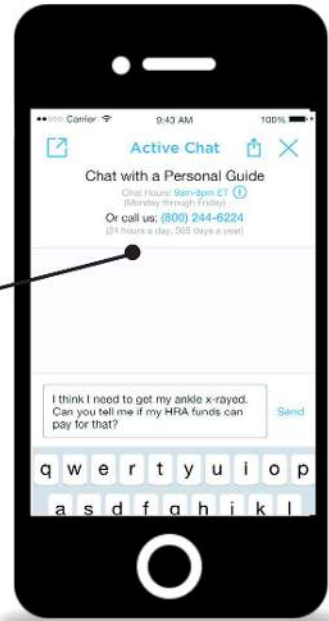 Carrier 9:43 AM 100%
Active Chat
Chat with a Personal Guide
Chat Hours: 9am-8pm ET
(Monday through Friday)
Or call us: (800) 244-6224
(24 hours a day, 365 days a year)
I think I need to get my ankle x-rayed.
Can you tell me if my HRA funds can
pay for that?
Send
q w e r t y u i o p
a s d f g h j k l